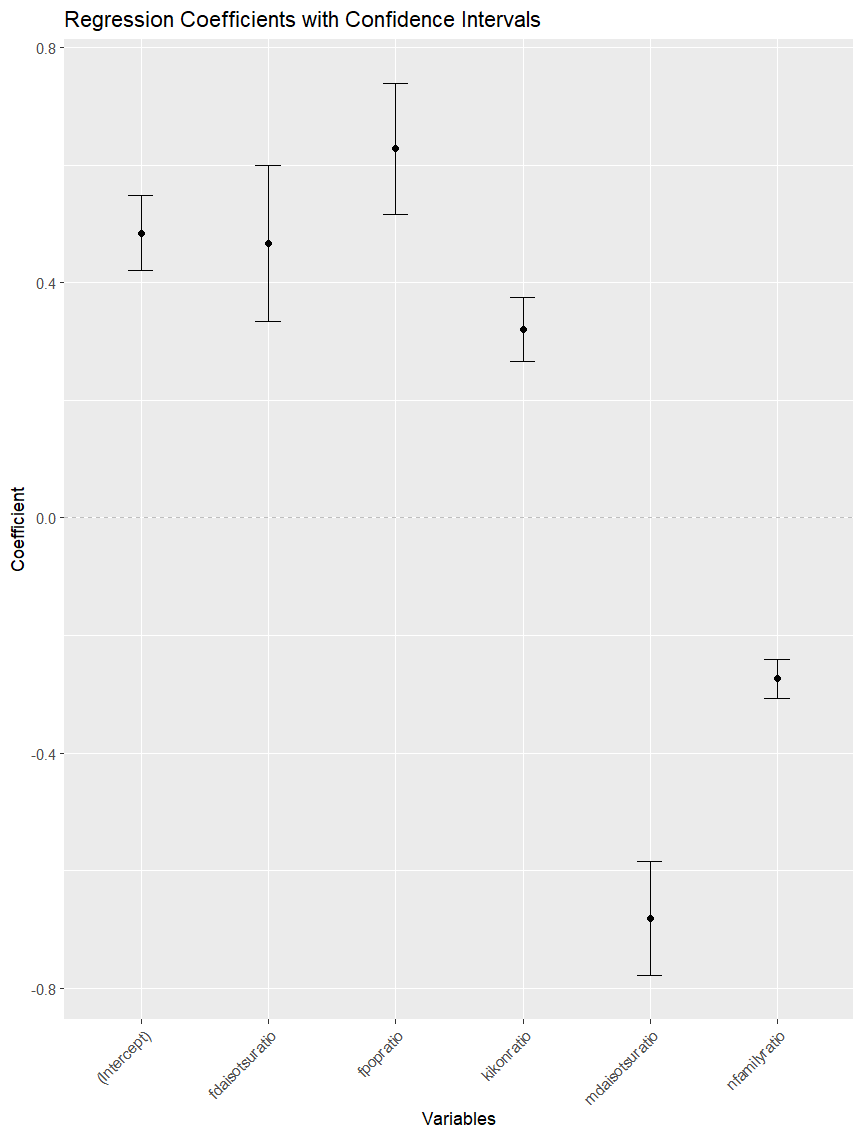 Regression Coefficients with Confidence Intervals
Coefficient
0.8
0.4
0.0
-0.4
-0.8
(Intercept)
fdaisotsuratio
fpopratio
kikonratio
mdaisotsuratio
nfamilyratio
Variables